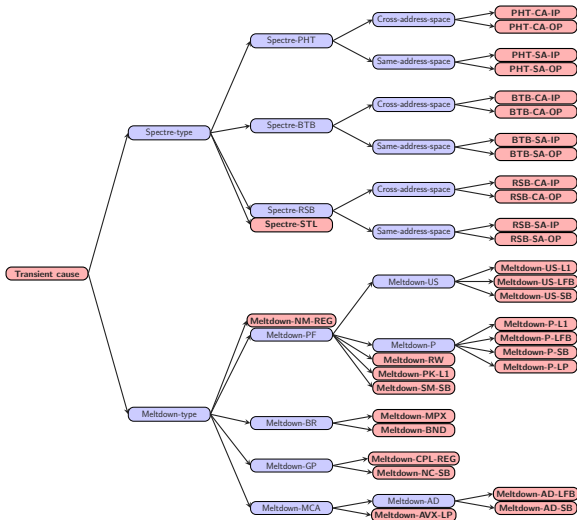 Transient cause
Spectre-type
Spectre-PHT
Cross-address-space
PHT-CA-IP
PHT-CA-OP
Same-address-space
PHT-SA-IP
PHT-SA-OP
Spectre-BTB
Cross-address-space
BTB-CA-IP
BTB-CA-OP
Same-address-space
BTB-SA-IP
BTB-SA-OP
Spectre-RSB
Cross-address-space
RSB-CA-IP
RSB-CA-OP
Same-address-space
RSB-SA-IP
RSB-SA-OP
Spectre-STL
Meltdown-type
Meltdown-NM-REG
Meltdown-PF
Meltdown-US
Meltdown-US-L1
Meltdown-US-LFB
Meltdown-US-SB
Meltdown-P
Meltdown-P-L1
Meltdown-P-LFB
Meltdown-P-SB
Meltdown-P-LP
Meltdown-RW
Meltdown-PK-L1
Meltdown-SM-SB
Meltdown-BR
Meltdown-MPX
Meltdown-BND
Meltdown-GP
Meltdown-CPL-REG
Meltdown-NC-SB
Meltdown-MCA
Meltdown-AD
Meltdown-AD-LFB
Meltdown-AD-SB
Meltdown-AVX-LP